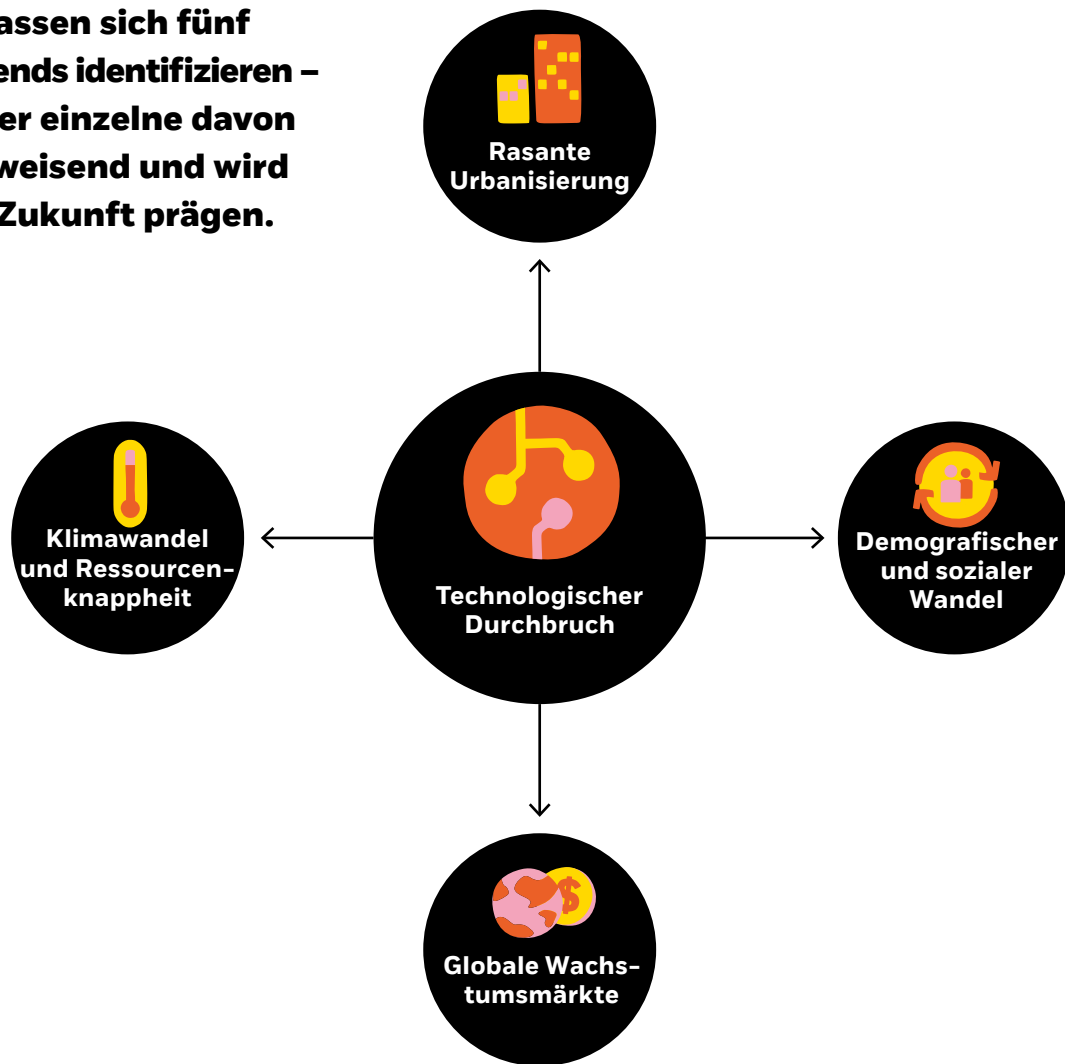 assen sich fünf
ends identifizieren –
er einzelne davon
weisend und wird
Zukunft prägen.
Rasante
Urbanisierung
Klimawandel
und Ressourcen-
knappheit
Technologischer
Durchbruch
Demografischer
und sozialer
Wandel
$
Globale Wachs-
tumsmärkte